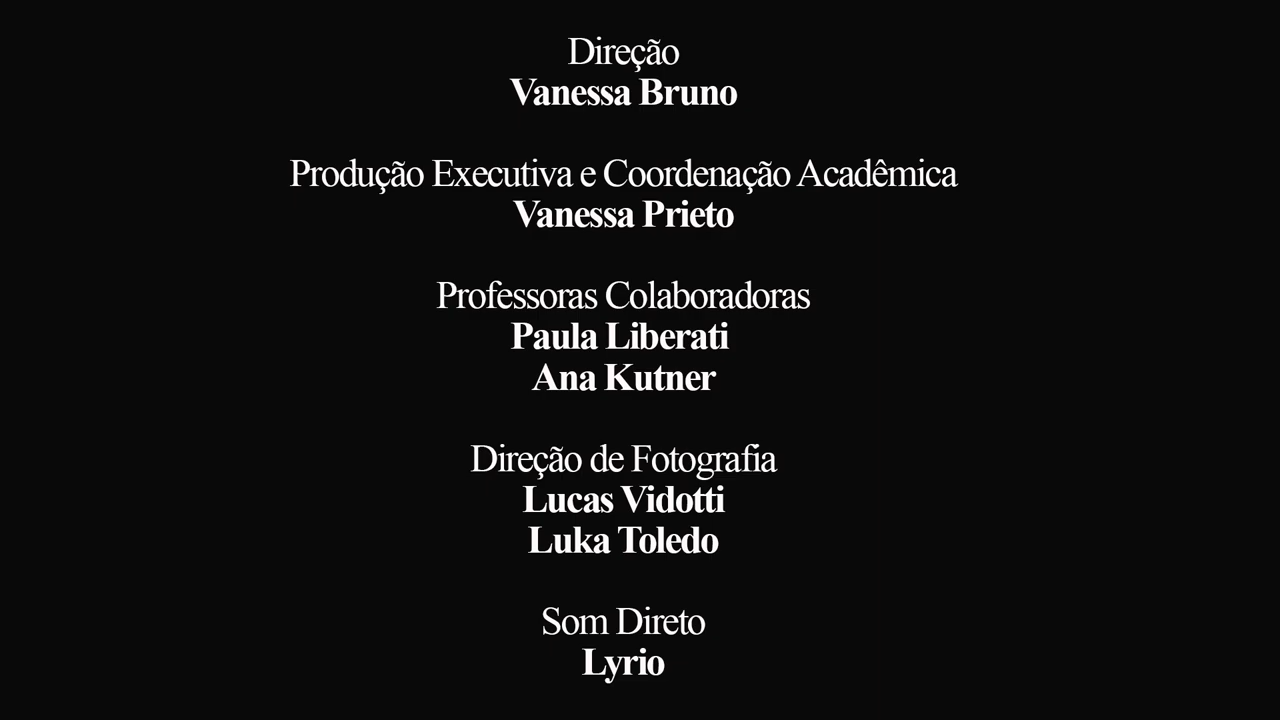 Direção
Vanessa Bruno
Produção Executiva e Coordenação Acadêmica
Vanessa Prieto
Professoras Colaboradoras
Paula Liberati
Ana Kutner
Direção de Fotografia
Lucas Vidotti
Luka Toledo
Som Direto
Lyrio